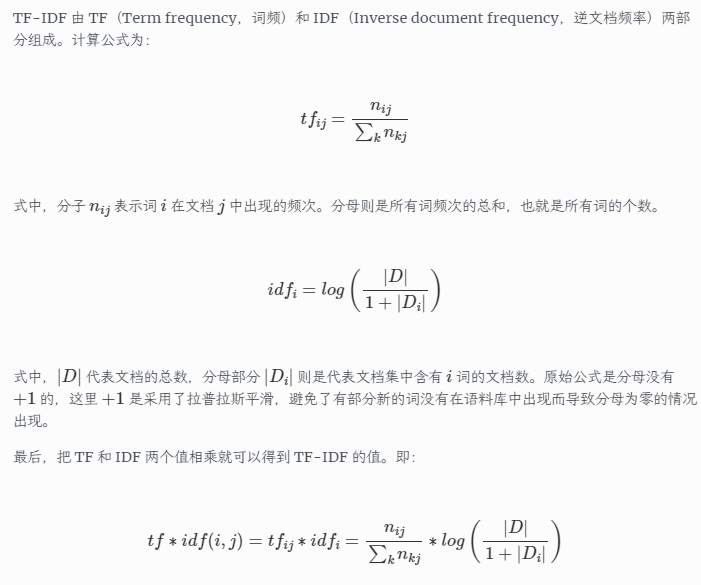 TF-IDF 由 TF（Term frequency，词频）和 IDF（Inverse document frequency，逆文档频率）两部
分组成。计算公式为：
tf_{ij} = \frac{n_{ij}}{\sum_k n_{kj}}
式中，分子 n_{ij} 表示词 i 在文档 j 中出现的频次。分母则是所有词频次的总和，也就是所有词的个数。
idf_i = log\left(\frac{|D|}{1 + |D_i|}\right)
式中，|D| 代表文档的总数，分母部分 |D_i| 则是代表文档集中含有 i 词的文档数。原始公式是分母没有
+1 的，这里 +1 是采用了拉普拉斯平滑，避免了有部分新的词没有在语料库中出现而导致分母为零的情况
出现。
最后，把 TF 和 IDF 两个值相乘就可以得到 TF-IDF 的值。即：
tf * idf(i, j) = tf_{ij} * idf_i = \frac{n_{ij}}{\sum_k n_{kj}} * log\left(\frac{|D|}{1 + |D_i|}\right)